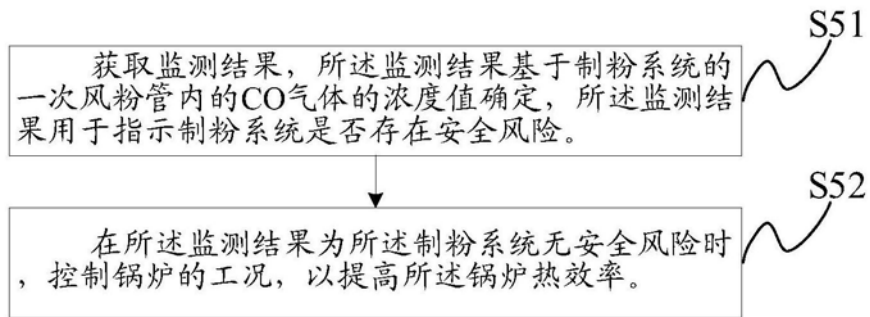 S51
获取监测结果，所述监测结果基于制粉系统的
一次风粉管内的CO气体的浓度值确定，所述监测结
果用于指示制粉系统是否存在安全风险。
S52
在所述监测结果为所述制粉系统无安全风险时
，控制锅炉的工况，以提高所述锅炉热效率。